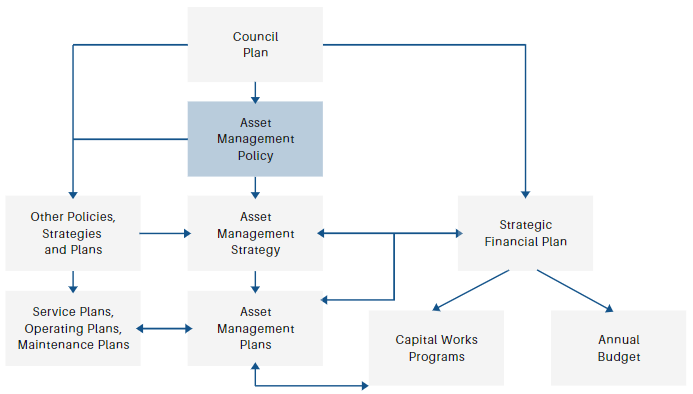 Council
Plan
Asset
Management
Policy
Other Policies,
Strategies
and Plans
Asset
Management
Strategy
Strategic
Financial Plan
Service Plans,
Operating Plans,
Maintenance Plans
Asset
Management
Plans
Capital Works
Programs
Annual
Budget